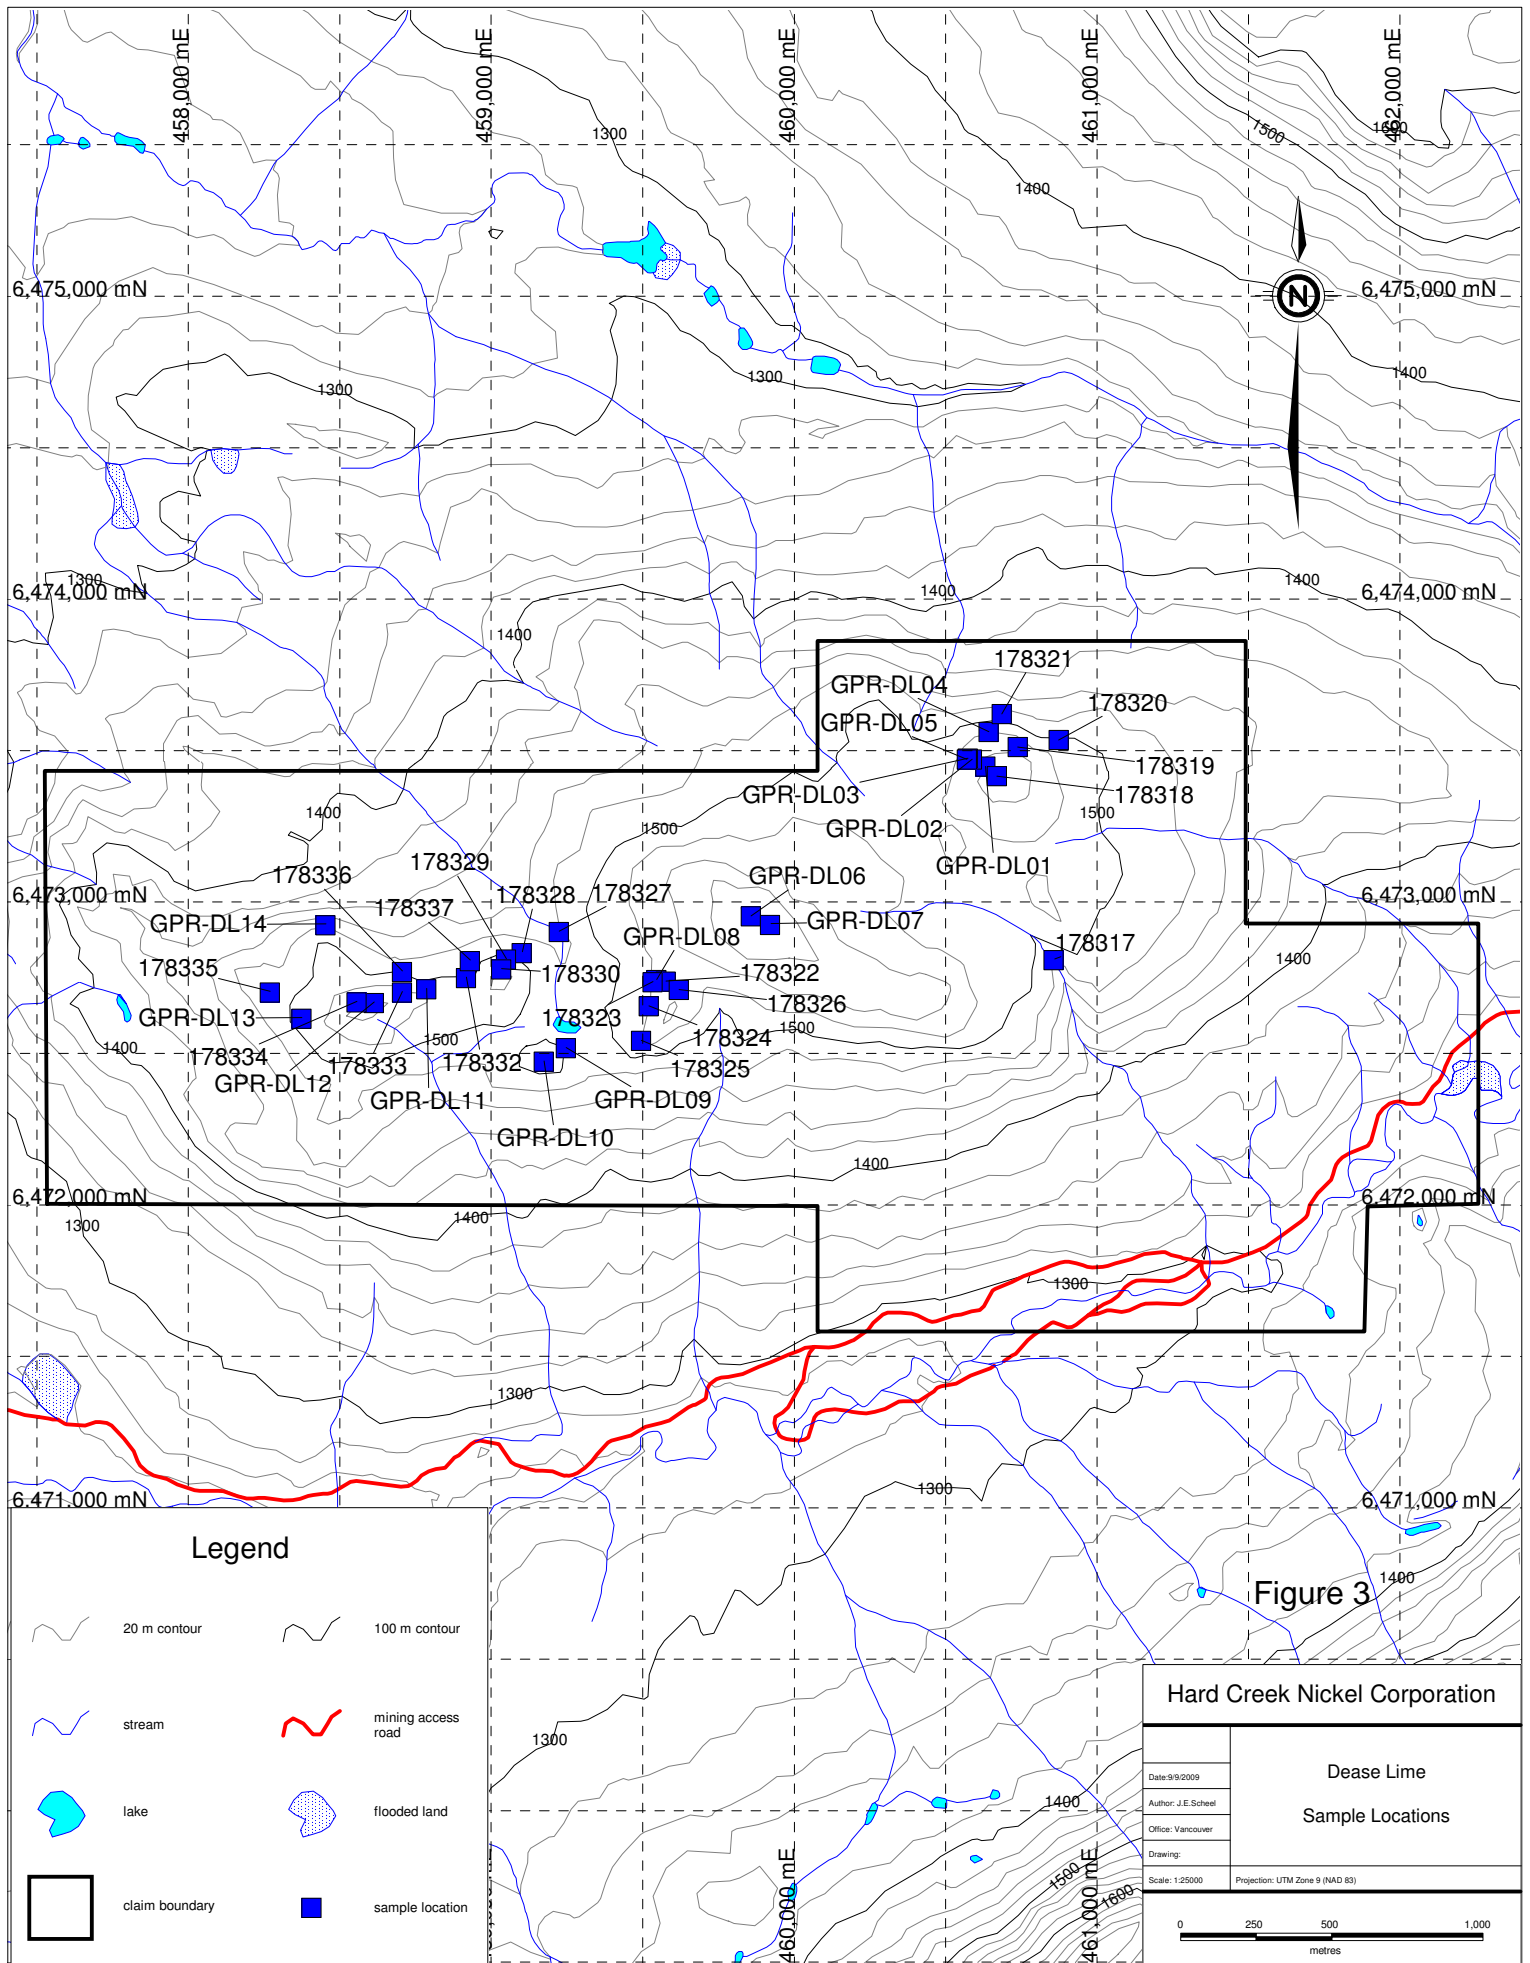 458,000 mE
459,000 mE
460,000 mE
461,000 mE
462,000 mE
1300
1500
1600
1400
6,475,000 mN
6,475,000 mN
1300
1300
1400
1300
6,474,000 mN
1400
1400
6,474,000 mN
1400
178321
GPR-DL04
178320
GPR-DL05
178319
GPR-DL03
178318
1400
1500
GPR-DL02
1500
GPR-DL01
178336
178329
178328
178327
GPR-DL06
6,473,000 mN
6,473,000 mN
178337
GPR-DL14
GPR-DL07
GPR-DL08
178317
178335
178330
178322
1400
178326
GPR-DL13
178323
1400
178334
178333
1500
178332
178324
1500
178325
GPR-DL12
GPR-DL11
GPR-DL09
GPR-DL10
1400
6,472,000 mN
6,472,000 mN
1300
1400
1300
1300
6,471,000 mN
1300
6,471,000 mN
Legend
20 m contour
100 m contour
stream
mining access
road
lake
flooded land
claim boundary
sample location
1400
Figure 3
1300
1400
1500
1600
460,000 mE
461,000 mE
Hard Creek Nickel Corporation
Date:9/9/2009
Author: J.E.Scheel
Office: Vancouver
Drawing:
Scale: 1:25000
Dease Lime
Sample Locations
Projection: UTM Zone 9 (NAD 83)
0
250
500
1,000
metres
N